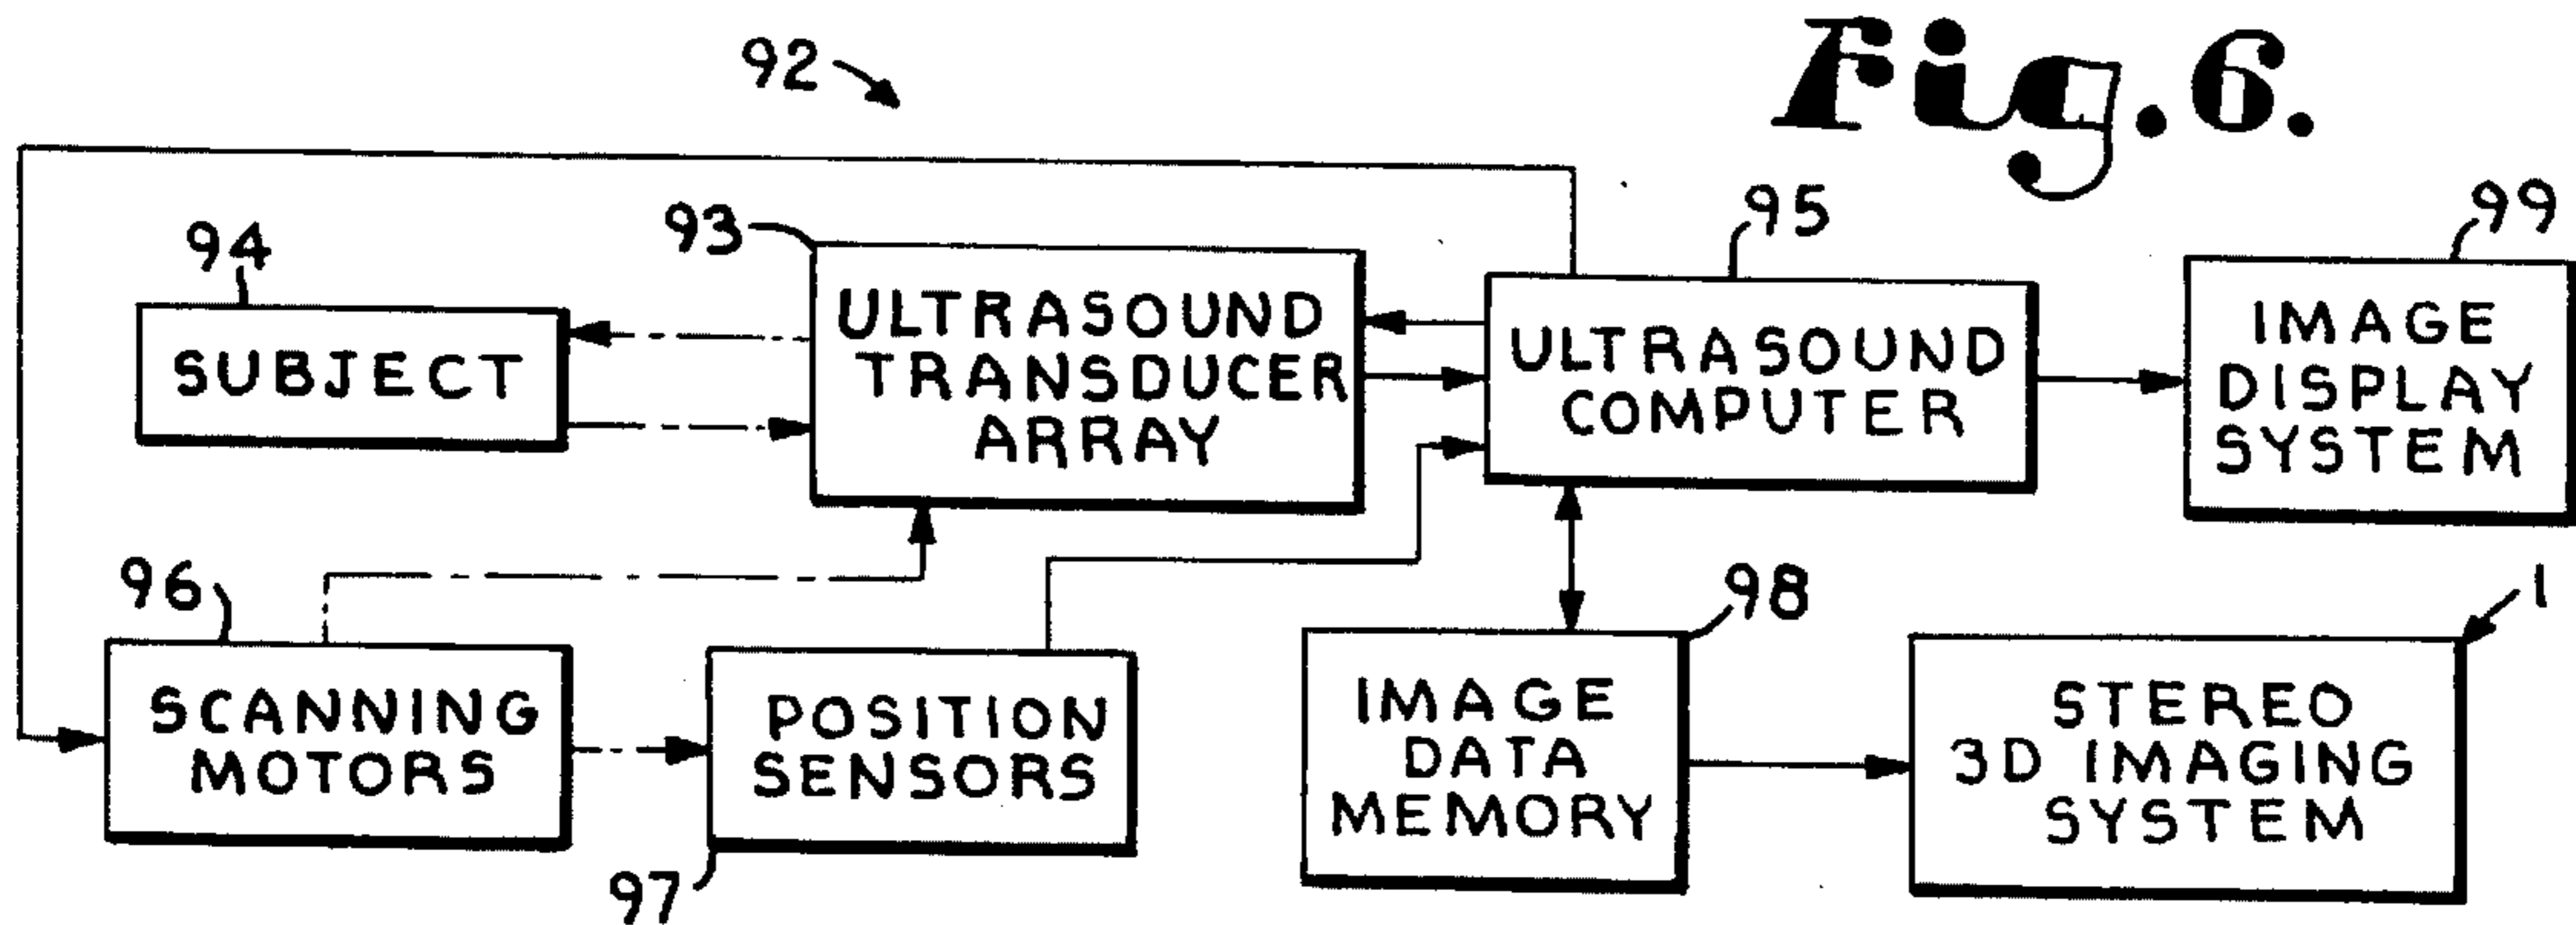 Fig. 6.
92
94
SUBJECT
93
ULTRASOUND
TRANSDUCER
ARRAY
95
ULTRASOUND
COMPUTER
99
IMAGE
DISPLAY
SYSTEM
96
SCANNING
MOTORS
97
POSITION
SENSORS
98
IMAGE
DATA
MEMORY
1
STEREO
3D IMAGING
SYSTEM